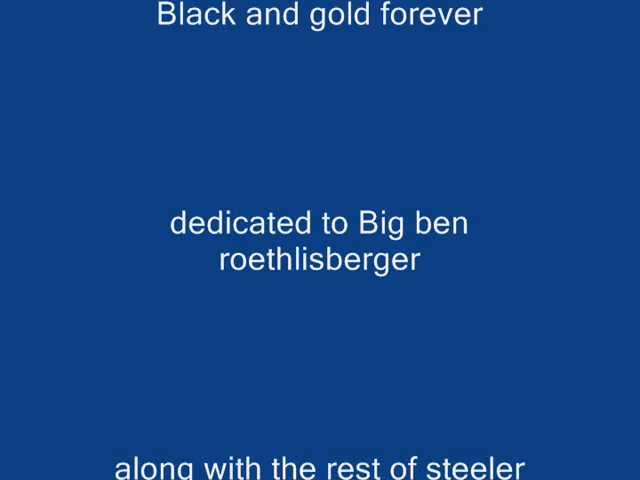 Black and gold forever
dedicated to Big ben
roethlisberger
along with the rest of steeler